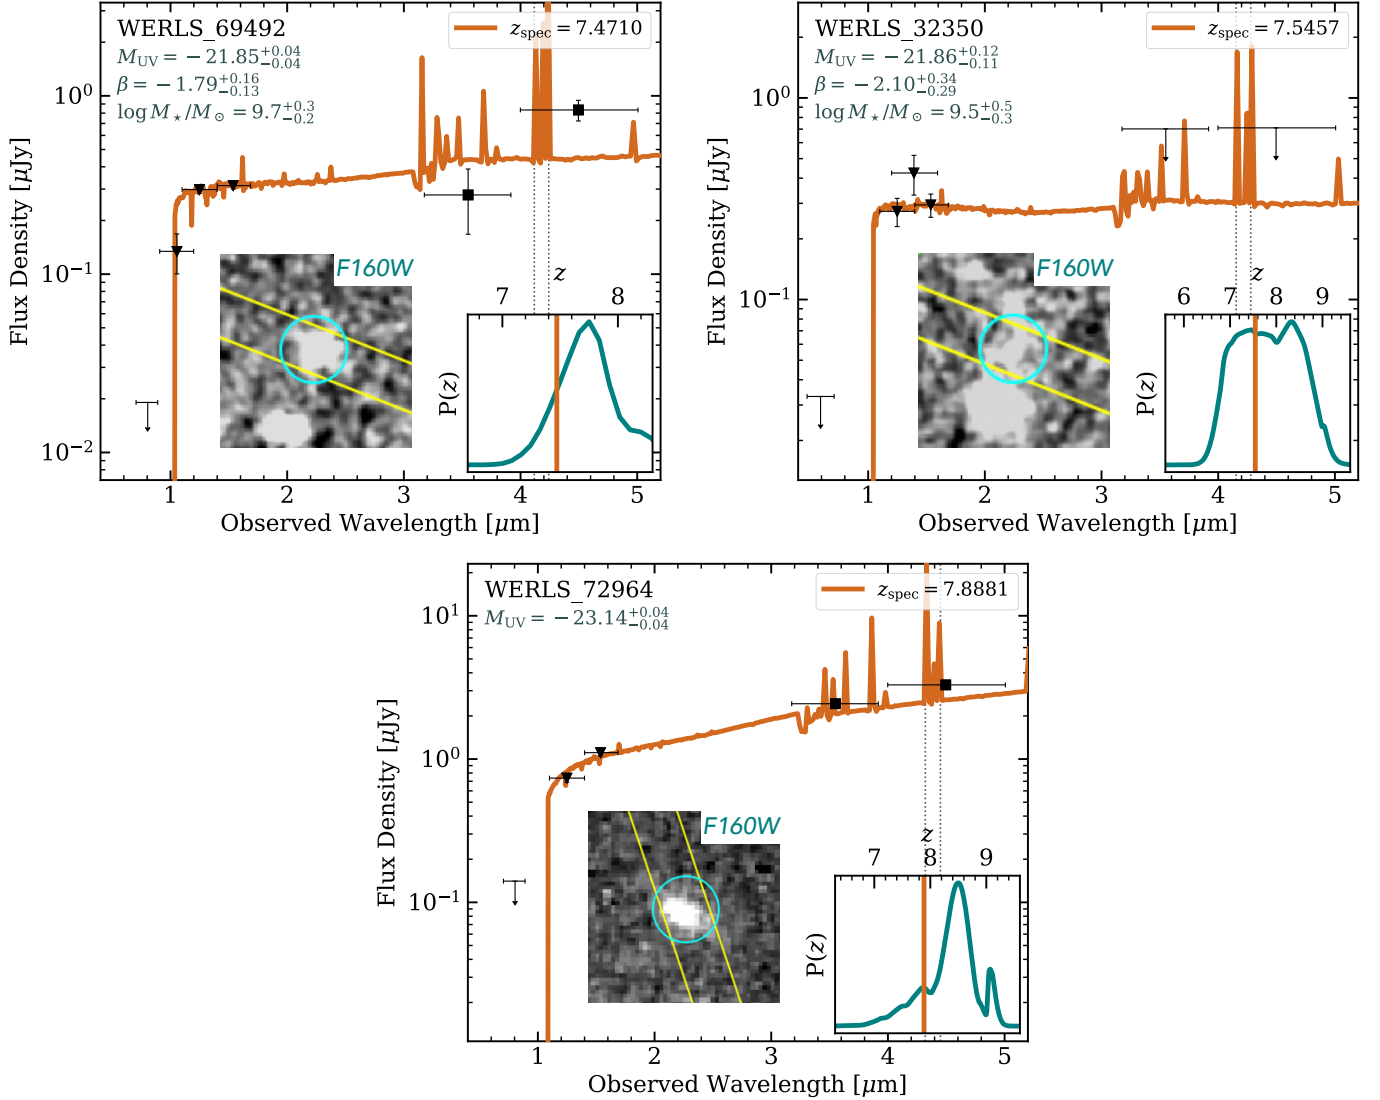 WERLS_69492
z_spec = 7.4710
M_UV = −21.85^{+0.04}_{−0.04}
β = −1.79^{+0.16}_{−0.13}
log M_⋆/M_⊙ = 9.7^{+0.3}_{−0.2}
Flux Density [μJy]
10^0
10^{−1}
10^{−2}
F160W
z
7 8
P(z)
1 2 3 4 5
Observed Wavelength [μm]
WERLS_32350
z_spec = 7.5457
M_UV = −21.86^{+0.12}_{−0.11}
β = −2.10^{+0.34}_{−0.29}
log M_⋆/M_⊙ = 9.5^{+0.5}_{−0.3}
Flux Density [μJy]
10^0
10^{−1}
F160W
z
6 7 8 9
P(z)
1 2 3 4 5
Observed Wavelength [μm]
WERLS_72964
z_spec = 7.8881
M_UV = −23.14^{+0.04}_{−0.04}
Flux Density [μJy]
10^1
10^0
10^{−1}
F160W
z
7 8 9
P(z)
1 2 3 4 5
Observed Wavelength [μm]